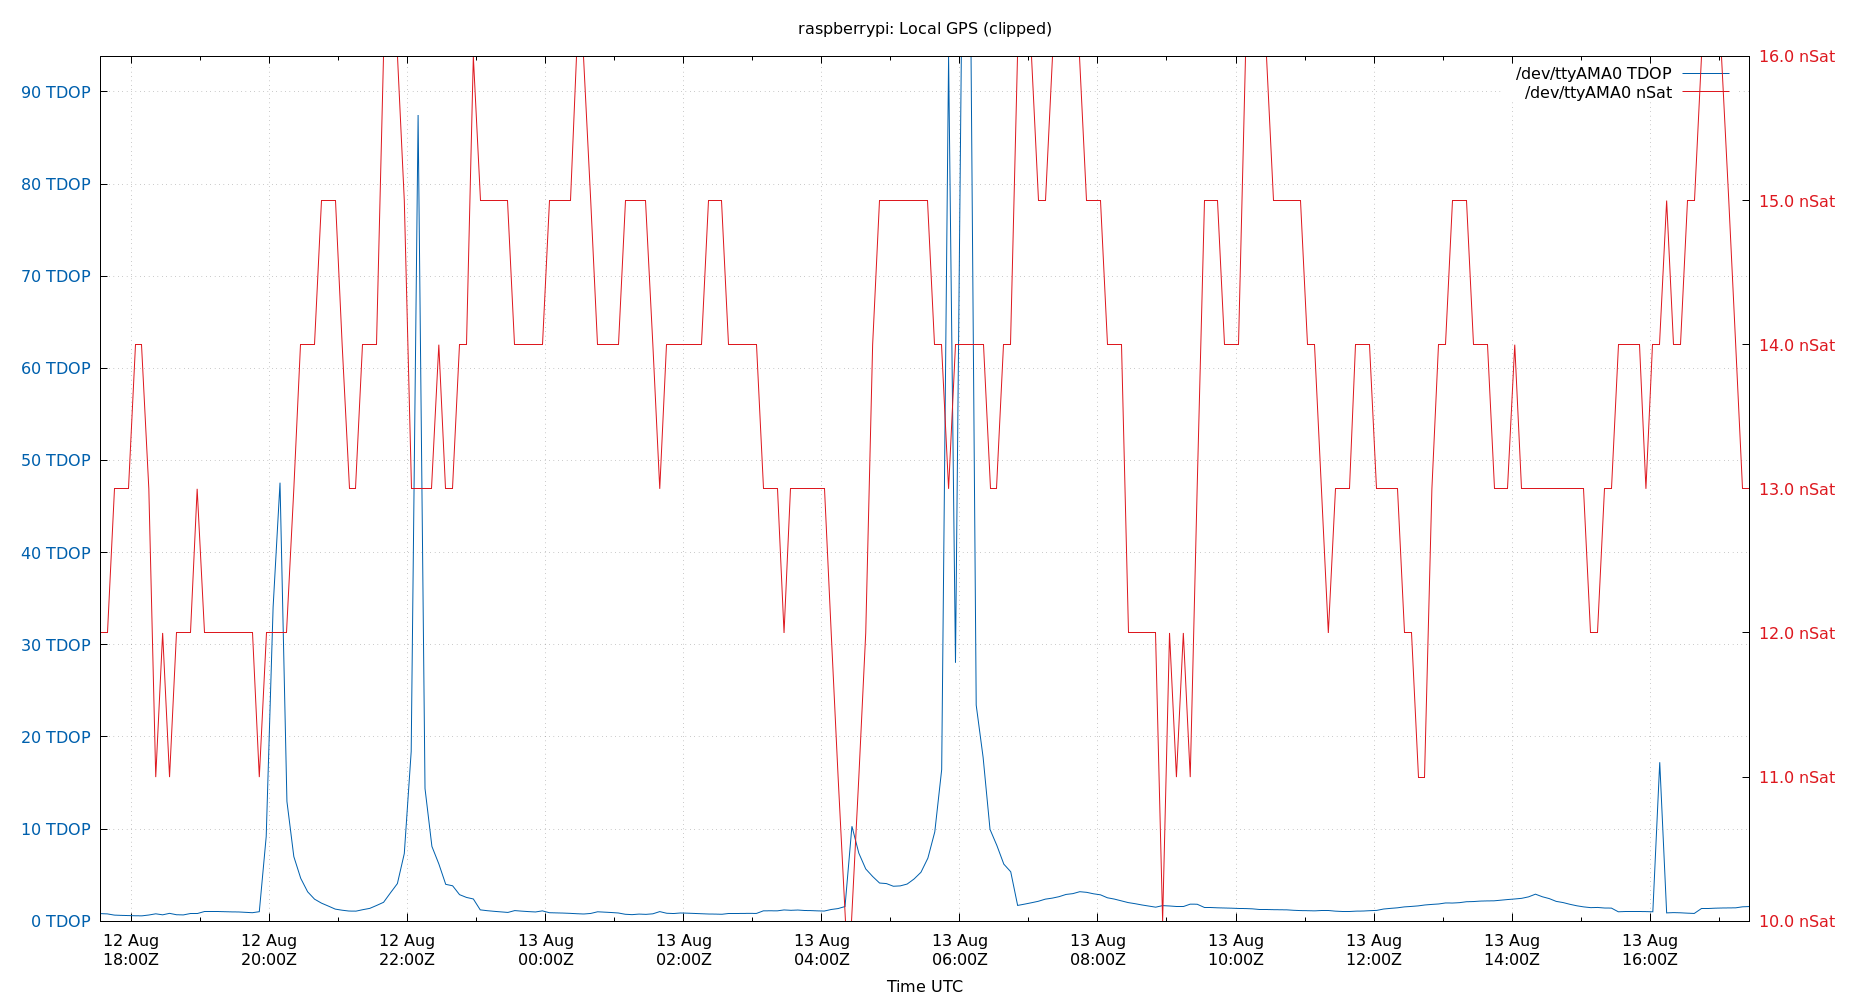 raspberrypi: Local GPS (clipped)
/dev/ttyAMA0 TDOP
/dev/ttyAMA0 nSat
90 TDOP
80 TDOP
70 TDOP
60 TDOP
50 TDOP
40 TDOP
30 TDOP
20 TDOP
10 TDOP
0 TDOP
16.0 nSat
15.0 nSat
14.0 nSat
13.0 nSat
12.0 nSat
11.0 nSat
10.0 nSat
12 Aug
18:00Z
12 Aug
20:00Z
12 Aug
22:00Z
13 Aug
00:00Z
13 Aug
02:00Z
13 Aug
04:00Z
13 Aug
06:00Z
13 Aug
08:00Z
13 Aug
10:00Z
13 Aug
12:00Z
13 Aug
14:00Z
13 Aug
16:00Z
Time UTC